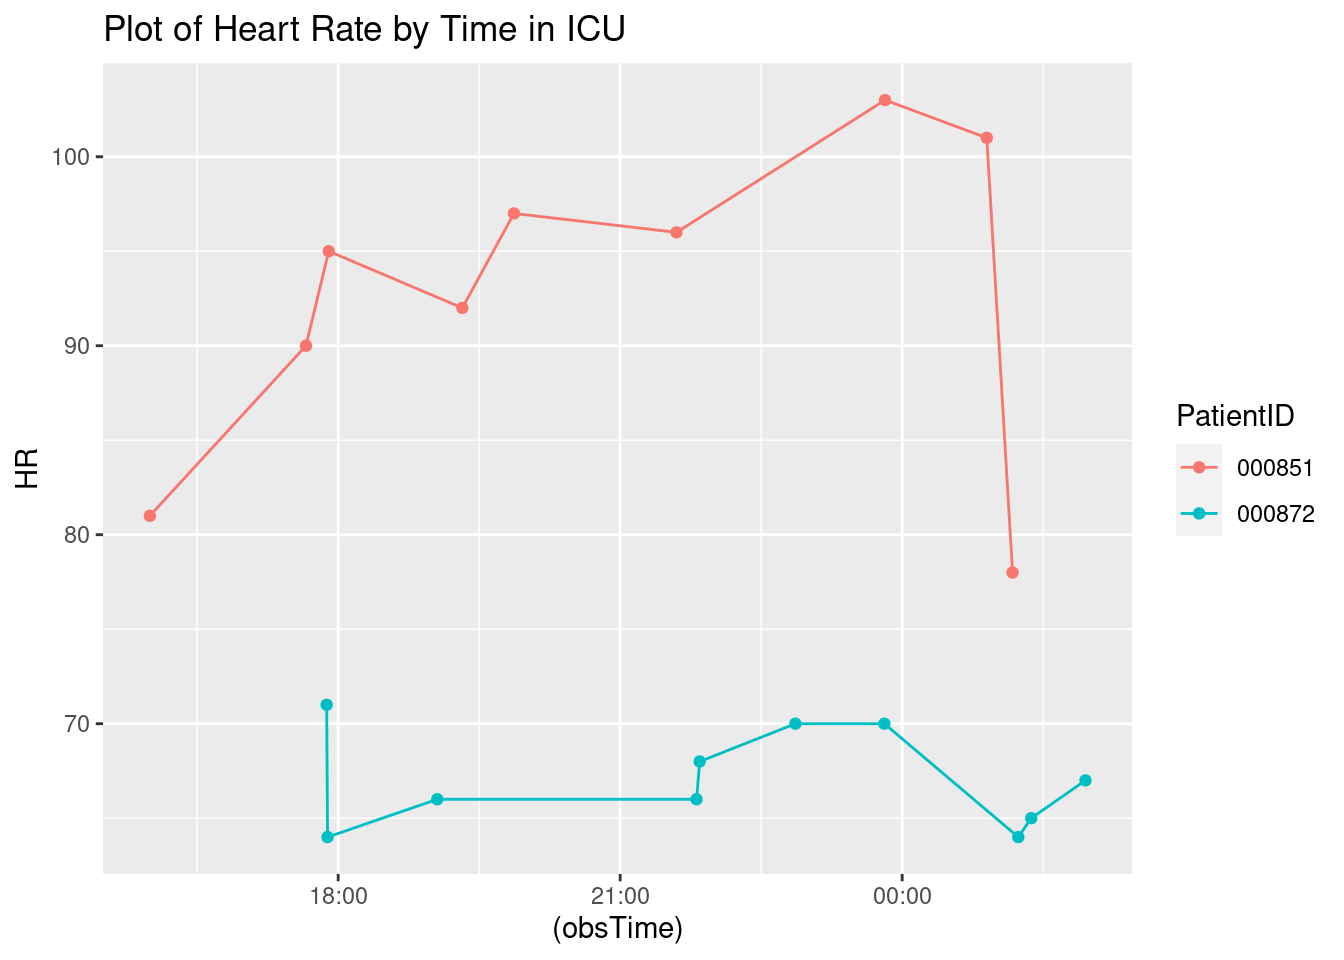 Plot of Heart Rate by Time in ICU
HR
100
90
80
70
18:00
21:00
00:00
(obsTime)
PatientID
000851
000872